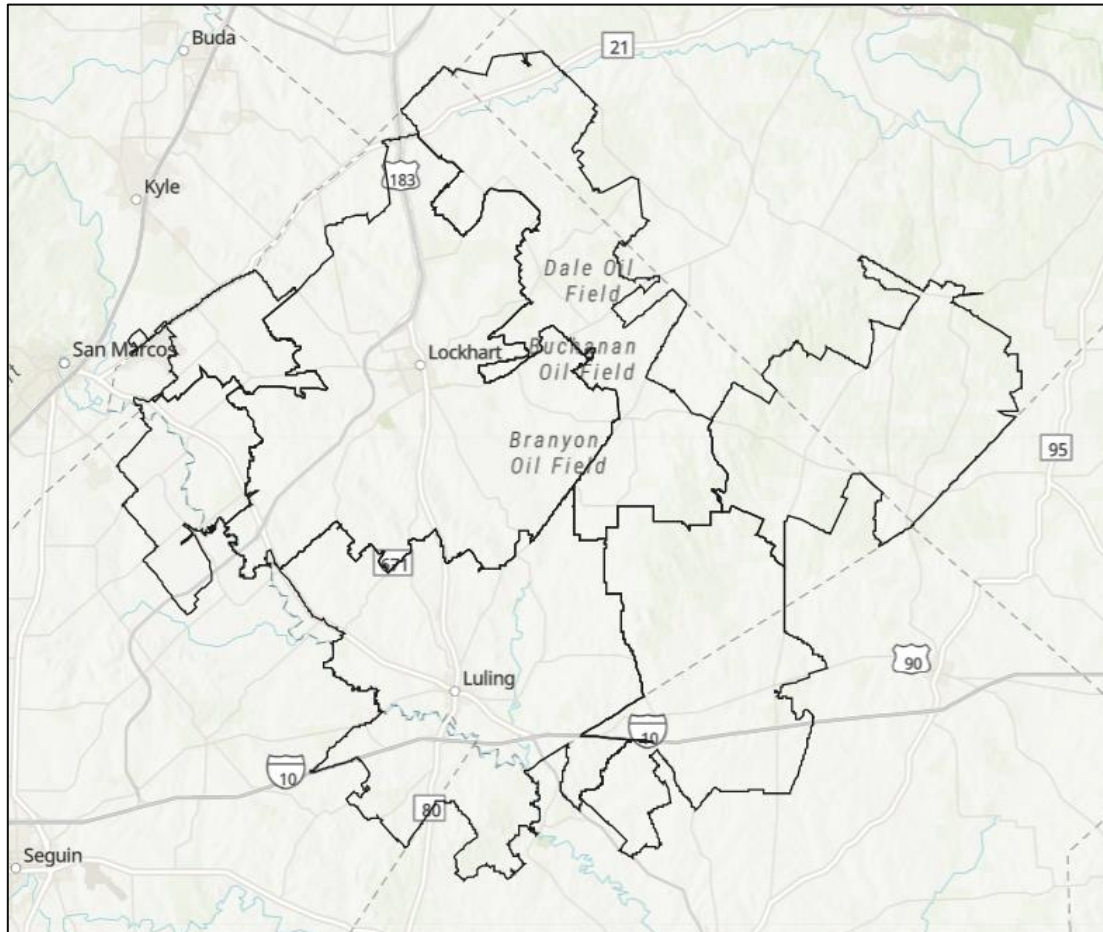 Buda
21
183
Kyle
Dale Oil
Field
San Marcos
Lockhart
Buchanan
Oil Field
Branyon
Oil Field
95
671
90
Luling
10
10
80
Seguin